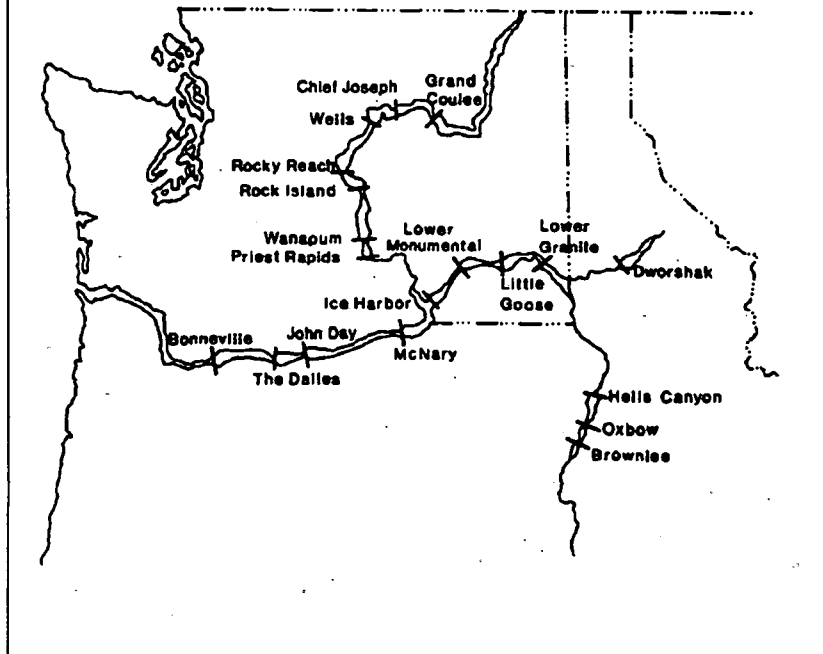 Chief Joseph
Grand
Coulee
Wells
Rocky Reach
Rock Island
Wanapum
Priest Rapids
Lower
Monumental
Lower
Granite
Dworshak
Little
Goose
Ice Harbor
Bonneville
John Day
McNary
The Dalles
Hells Canyon
Oxbow
Brownlee